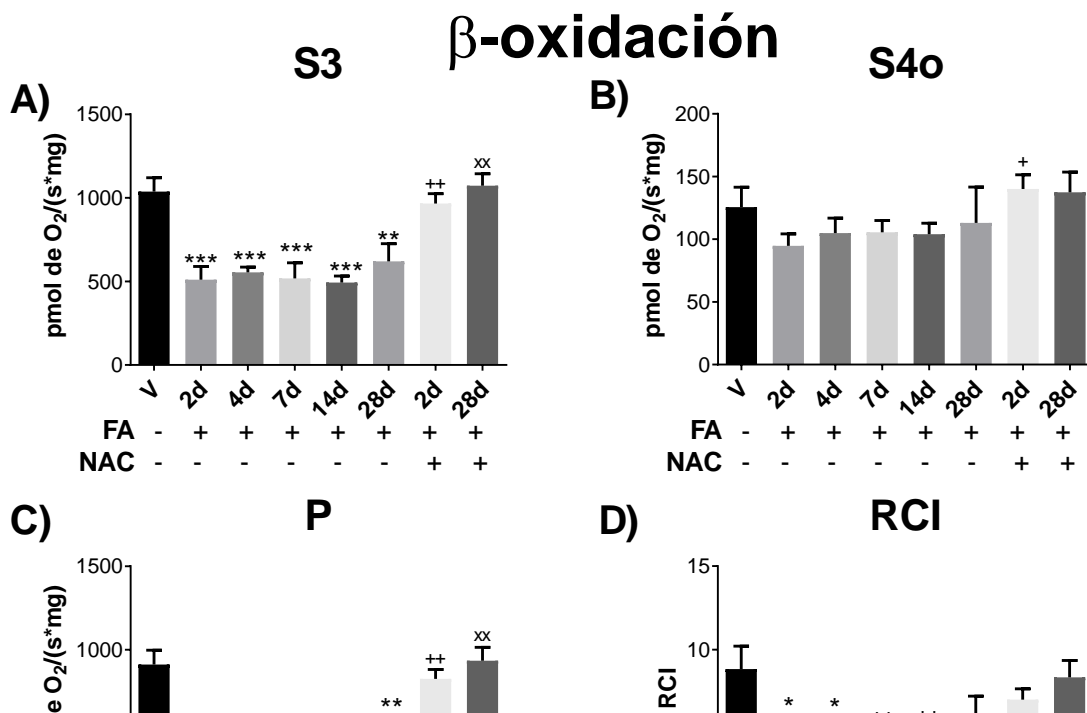 β-oxidación
S3
S4o
A)
B)
pmol de O2/(s*mg)
1500
1000
500
0
*** *** *** *** ** ++ xx
V 2d 4d 7d 14d 28d 2d 28d
FA - + + + + + + +
NAC - - - - - - + +
pmol de O2/(s*mg)
200
150
100
50
0
+
V 2d 4d 7d 14d 28d 2d 28d
FA - + + + + + + +
NAC - - - - - - + +
C)
P
D)
RCI
e O2/(s*mg)
1500
1000
** ++ xx
RCI
15
10
* *